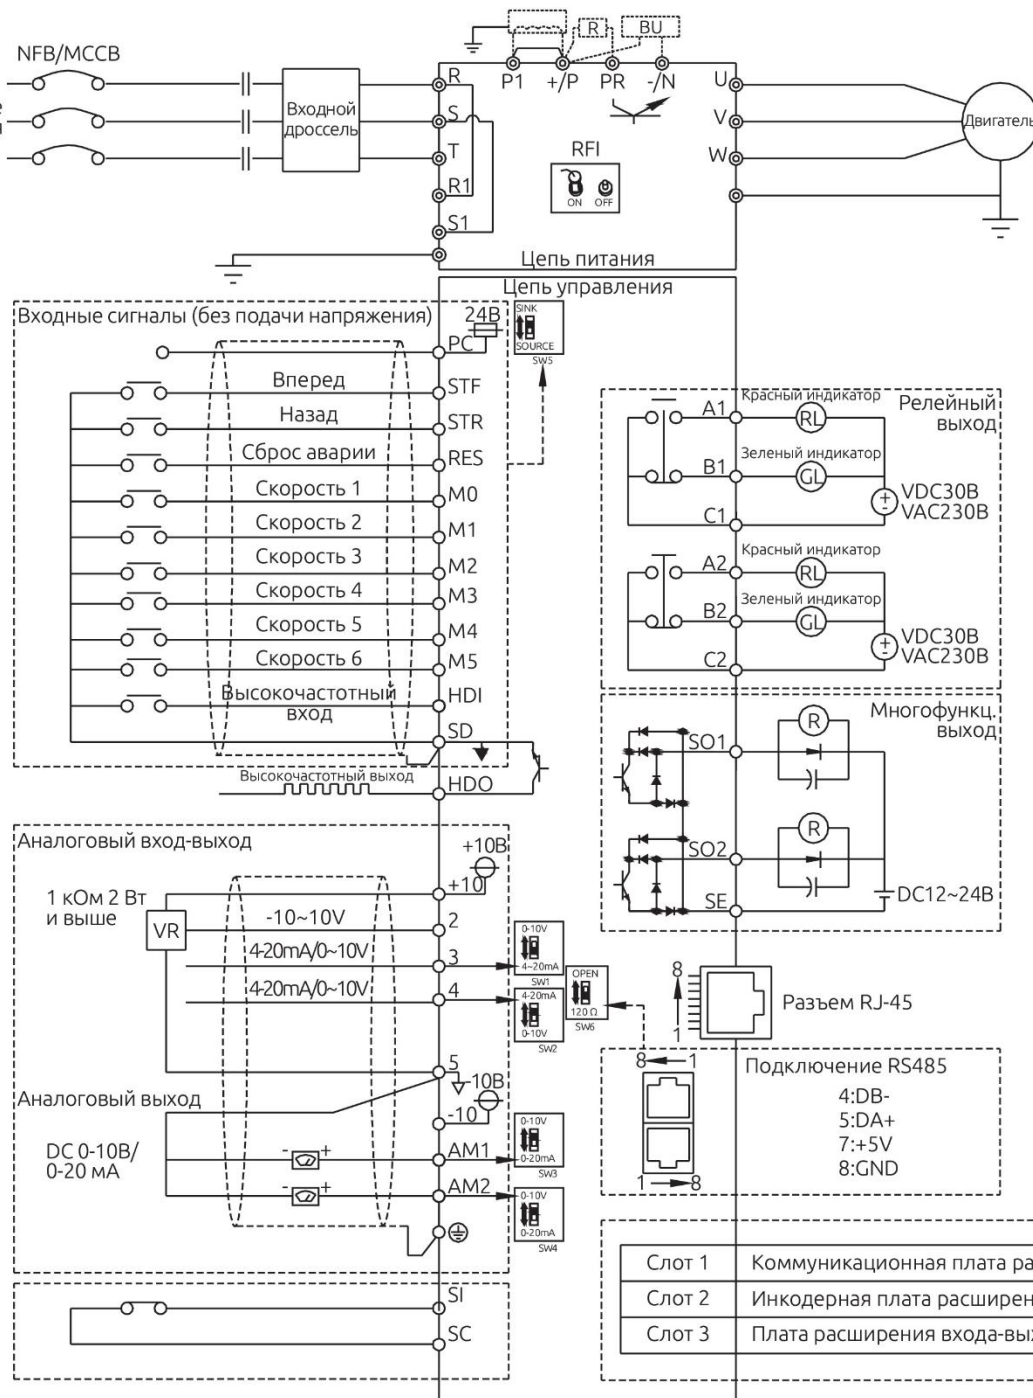 NFB/MCCB
Входной
дроссель
R
S
T
R1
S1
P1
+/P
PR
-/N
R
BU
RFI
ON
OFF
U
V
W
Двигатель
Цепь питания
Цепь управления
Входные сигналы (без подачи напряжения)
24В
SINK
SOURCE
SW5
PC
Вперед
STF
Назад
STR
Сброс аварии
RES
Скорость 1
M0
Скорость 2
M1
Скорость 3
M2
Скорость 4
M3
Скорость 5
M4
Скорость 6
M5
Высокочастотный
вход
HDI
SD
Высокочастотный выход
HDO
Релейный
выход
A1
Красный индикатор
RL
B1
Зеленый индикатор
GL
C1
VDC30В
VAC230В
A2
Красный индикатор
RL
B2
Зеленый индикатор
GL
C2
VDC30В
VAC230В
Многофункц.
выход
R
SO1
R
SO2
SE
DC12~24В
Аналоговый вход-выход
+10В
+10
1 кОм 2 Вт
и выше
VR
-10~10V
2
4-20mA/0~10V
3
4-20mA/0~10V
4
0-10V
4~20mA
SW1
4-20mA
0-10V
SW2
OPEN
120 Ω
SW6
5
-10В
-10
Аналоговый выход
DC 0-10В/
0-20 мА
- +
AM1
- +
AM2
0-10V
0-20mA
SW3
0-10V
0-20mA
SW4
8
1
Разъем RJ-45
Подключение RS485
8 1
1 8
4:DB-
5:DA+
7:+5V
8:GND
SI
SC
Слот 1 Коммуникационная плата ра
Слот 2 Инкодерная плата расширен
Слот 3 Плата расширения входа-вы